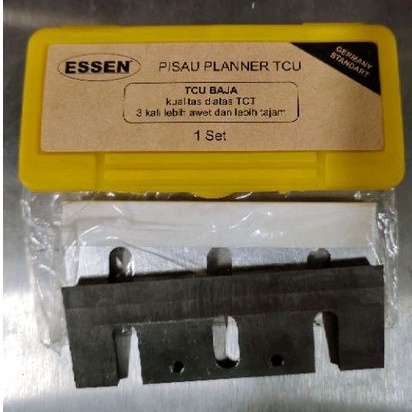 ESSEN
PISAU PLANNER TCU
GERMANY
STANDART
TCU BAJA
kualitas diatas TCT
3 kali lebih awet dan lebih tajam
1 Set